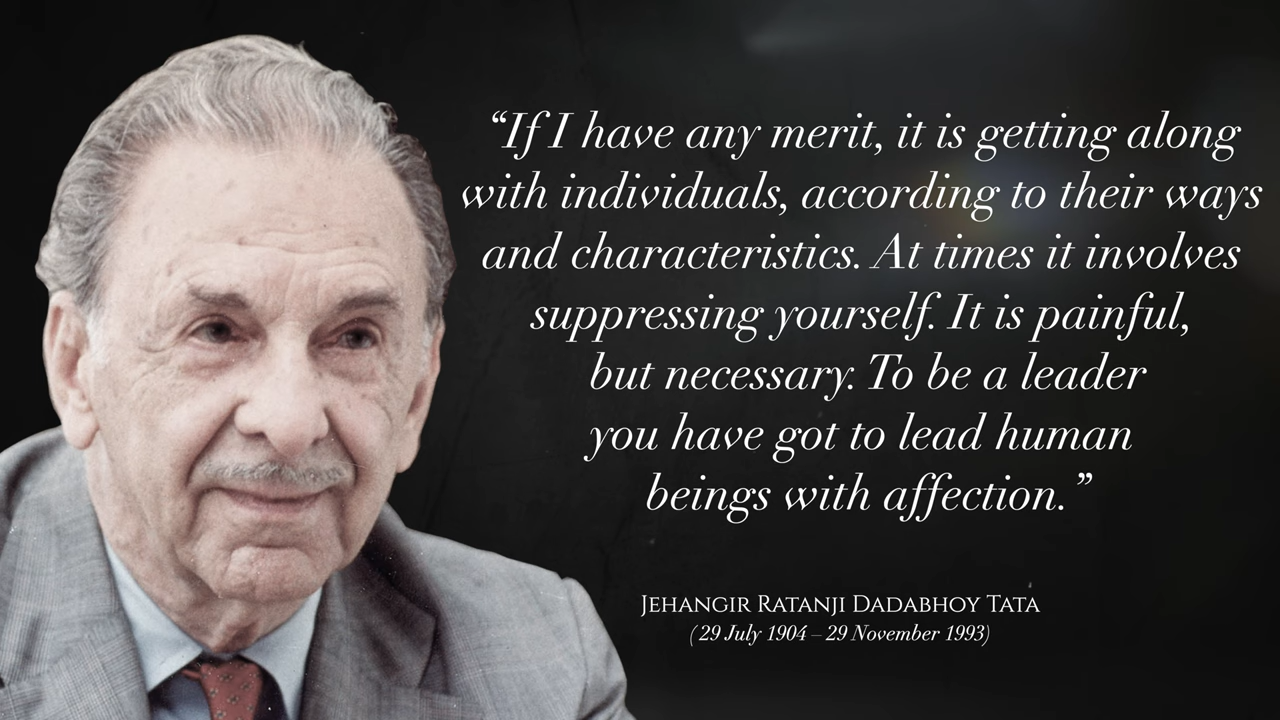 “If I have any merit, it is getting along
with individuals, according to their ways
and characteristics. At times it involves
suppressing yourself. It is painful,
but necessary. To be a leader
you have got to lead human
beings with affection.”
Jehangir Ratanji Dadabhoy Tata
(29 July 1904 – 29 November 1993)